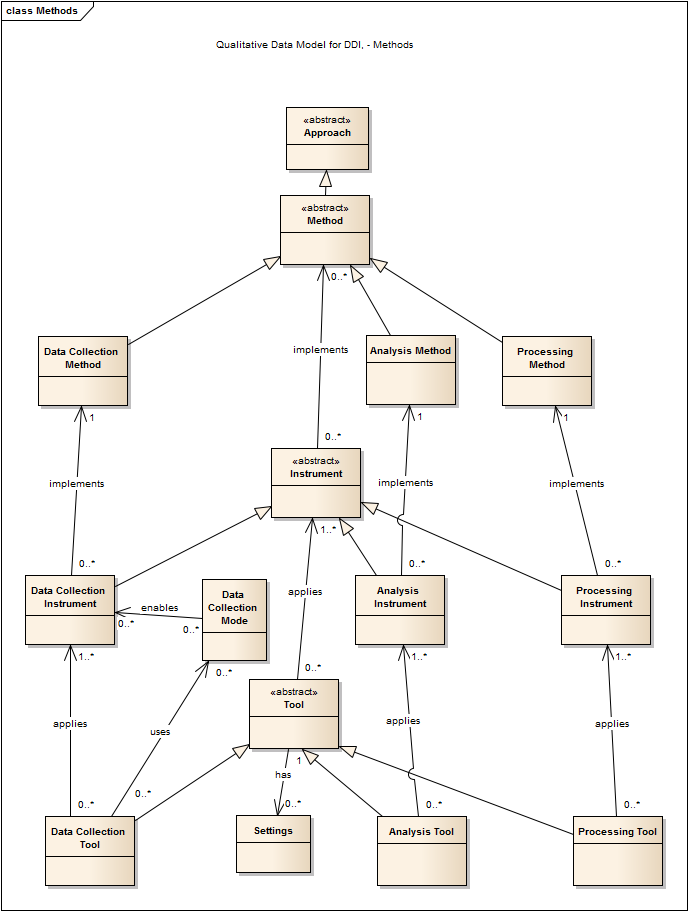 class Methods
Qualitative Data Model for DDI, - Methods
«abstract»
Approach
«abstract»
Method
0..*
implements
Data Collection
Method
Analysis Method
Processing
Method
1
1
1
0..*
«abstract»
Instrument
implements
implements
implements
1..*
0..*
0..*
0..*
Data Collection
Instrument
enables
0..*
0..*
Data
Collection
Mode
applies
Analysis
Instrument
Processing
Instrument
1..*
0..*
0..*
1..*
1..*
«abstract»
Tool
applies
uses
applies
applies
1
has
0..*
0..*
0..*
0..*
0..*
Data Collection
Tool
Settings
Analysis Tool
Processing Tool